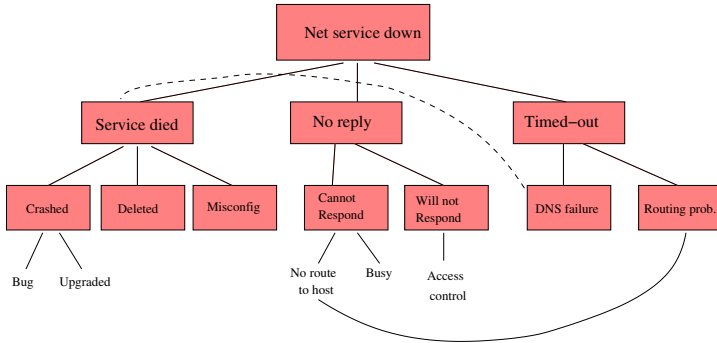 Net service down
Service died
No reply
Timed-out
Crashed
Deleted
Misconfig
Cannot
Respond
Will not
Respond
DNS failure
Routing prob.
Bug
Upgraded
No route
to host
Busy
Access
control